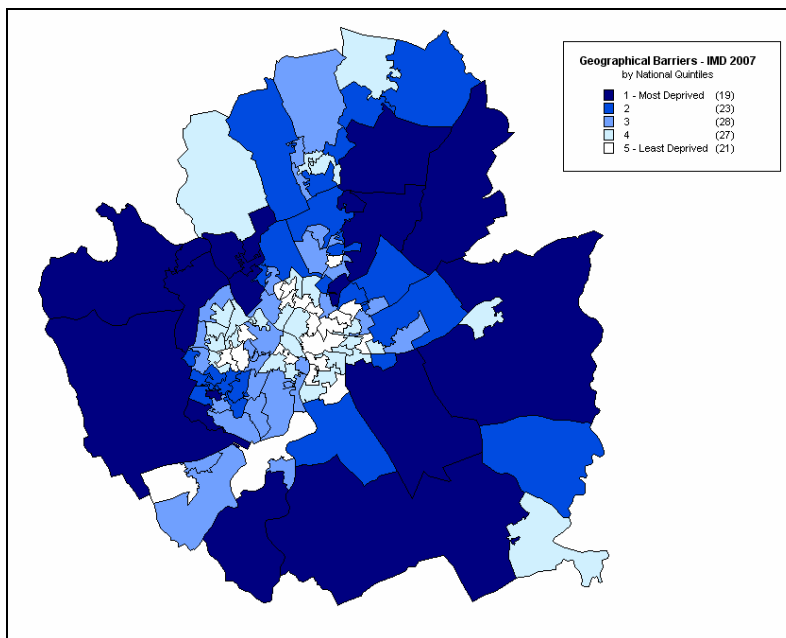 Geographical Barriers - IMD 2007
by National Quintiles
1 - Most Deprived (19)
2 (23)
3 (28)
4 (27)
5 - Least Deprived (21)